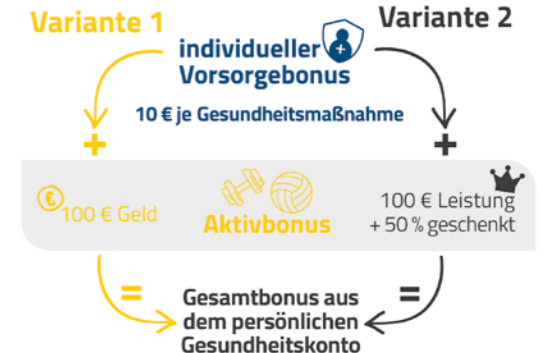 Variante 1
Variante 2
individueller
Vorsorgebonus
10 € je Gesundheitsmaßnahme
+
+
€
100 € Geld
Aktivbonus
100 € Leistung
+ 50 % geschenkt
=
=
Gesamtbonus aus
dem persönlichen
Gesundheitskonto